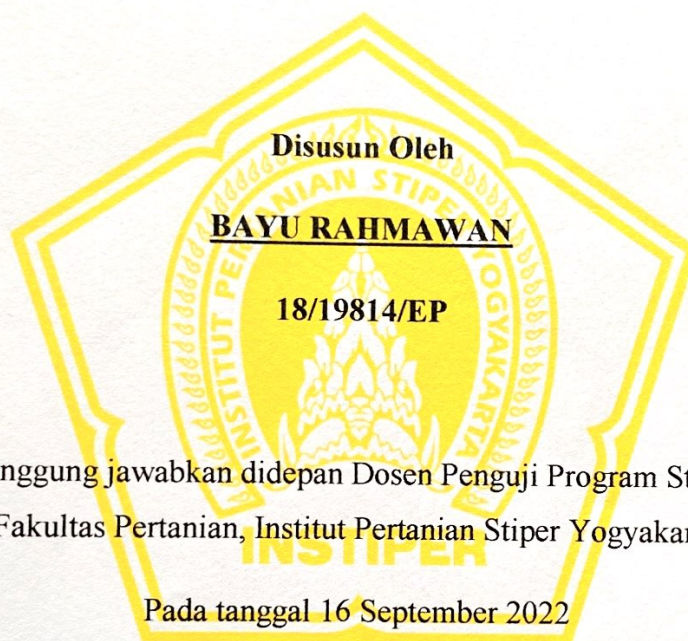 Disusun Oleh
BAYU RAHMAWAN
18/19814/EP
INSTITUT PERTANIAN STIPER YOGYAKARTA
nggung jawabkan didepan Dosen Penguji Program St
Fakultas Pertanian, Institut Pertanian Stiper Yogyakar
INSTIPER
Pada tanggal 16 September 2022